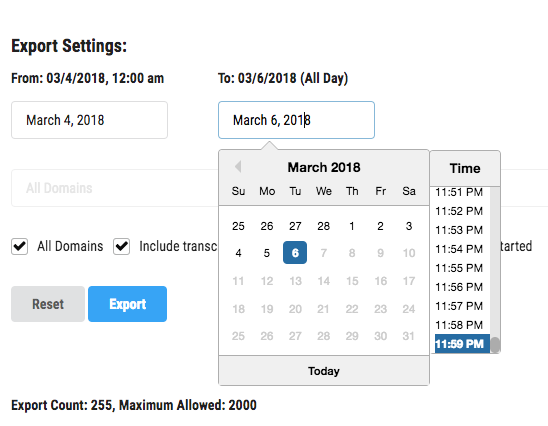 Export Settings:
From: 03/4/2018, 12:00 am
To: 03/6/2018 (All Day)
March 4, 2018
March 6, 2018
March 2018
Time
Su Mo Tu We Th Fr Sa
25 26 27 28 1 2 3
4 5 6 7 8 9 10
11 12 13 14 15 16 17
18 19 20 21 22 23 24
25 26 27 28 29 30 31
Today
11:51 PM
11:52 PM
11:53 PM
11:54 PM
11:55 PM
11:56 PM
11:57 PM
11:58 PM
11:59 PM
All Domains
All Domains
Include transc
tarted
Reset
Export
Export Count: 255, Maximum Allowed: 2000